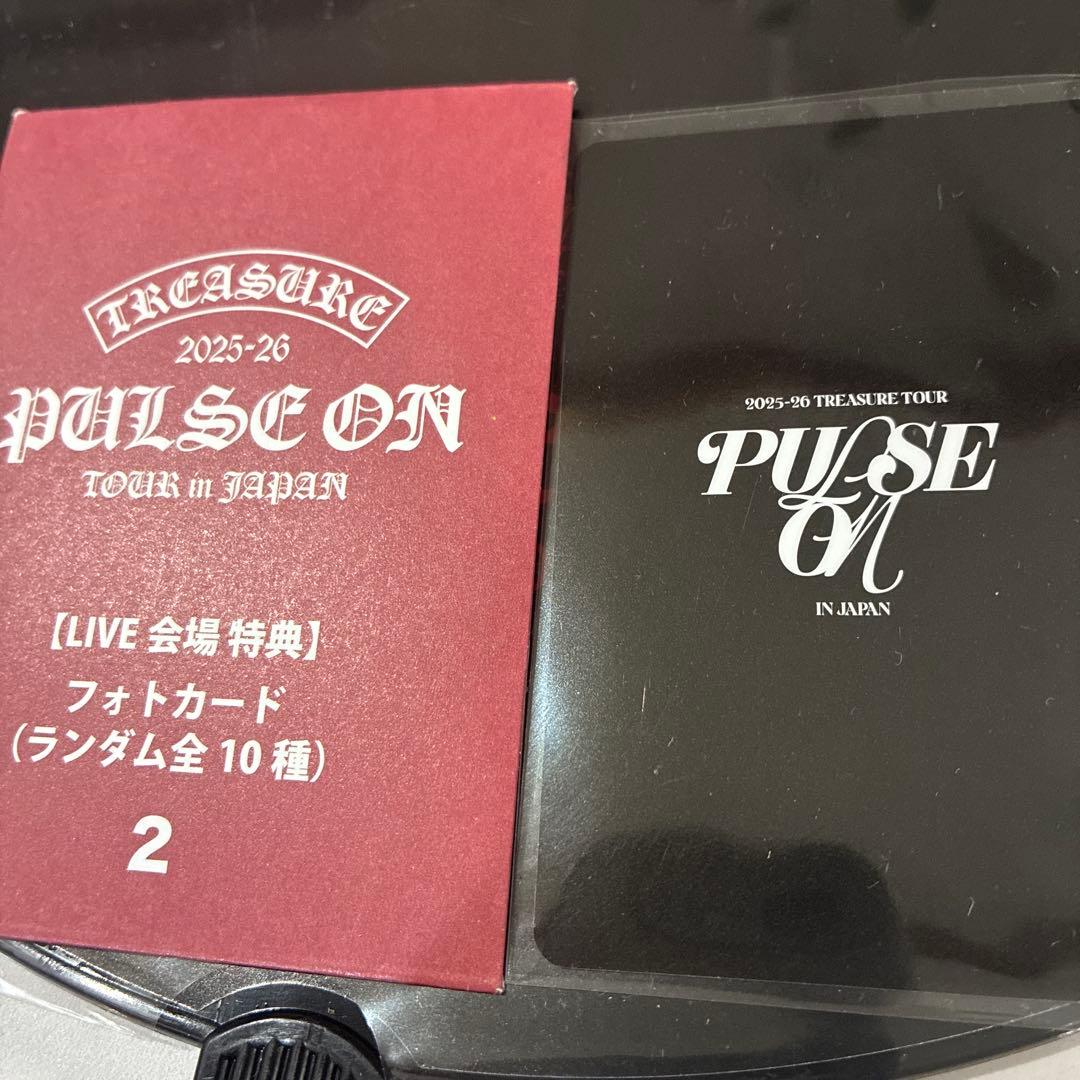 TREASURE
2025-26
PULSE ON
TOUR in JAPAN
【LIVE 会場 特典】
フォトカード
（ランダム全 10 種）
2
2025-26 TREASURE TOUR
PULSE
ON
IN JAPAN